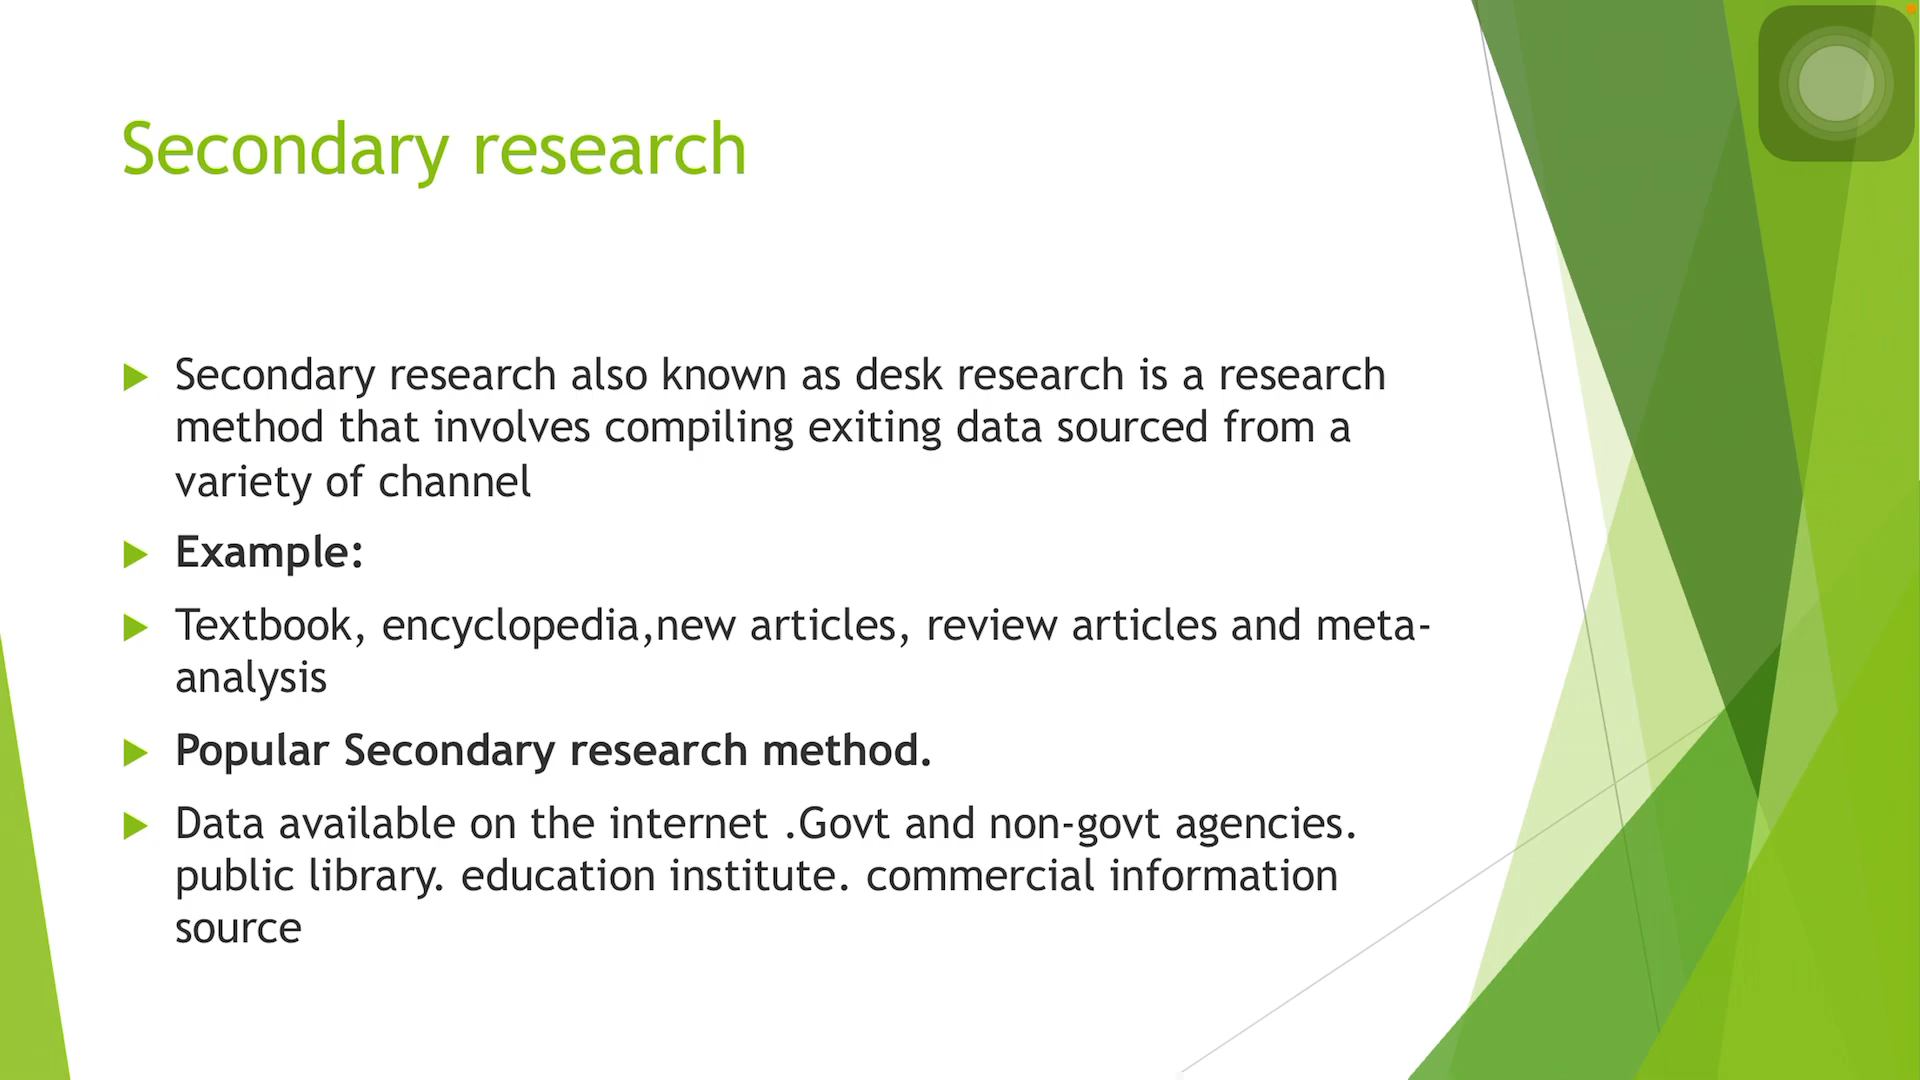 Secondary research
Secondary research also known as desk research is a research
method that involves compiling exiting data sourced from a
variety of channel
Example:
Textbook, encyclopedia,new articles, review articles and meta-
analysis
Popular Secondary research method.
Data available on the internet .Govt and non-govt agencies.
public library. education institute. commercial information
source